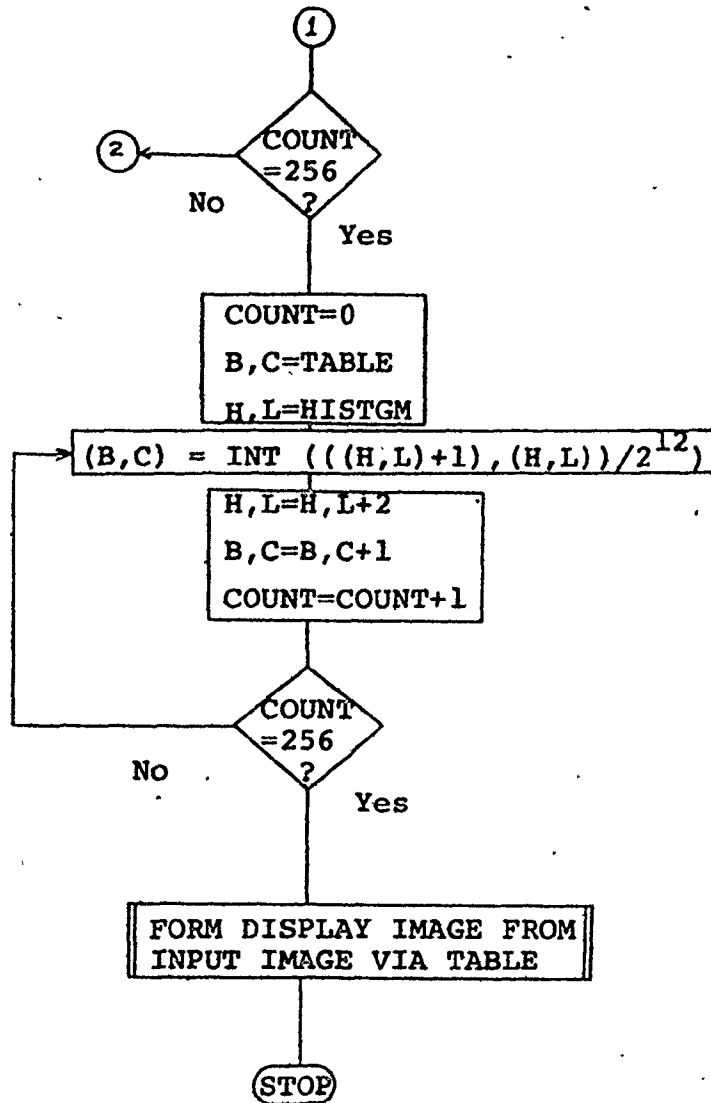 1
COUNT
=256
?
2
No
Yes
COUNT=0
B,C=TABLE
H,L=HISTGM
(B,C) = INT (((H,L)+1),(H,L))/2^12)
H,L=H,L+2
B,C=B,C+1
COUNT=COUNT+1
COUNT
=256
?
No
Yes
FORM DISPLAY IMAGE FROM
INPUT IMAGE VIA TABLE
STOP